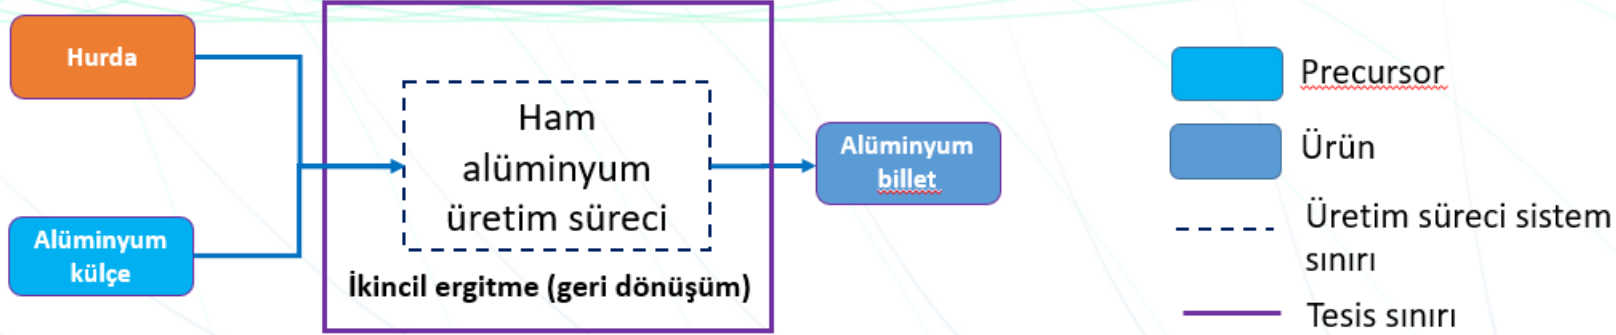 Hurda
Alüminyum
külçe
Ham
alüminyum
üretim süreci
İkincil ergitme (geri dönüşüm)
Alüminyum
billet
Precursor
Ürün
Üretim süreci sistem
sınırı
Tesis sınırı